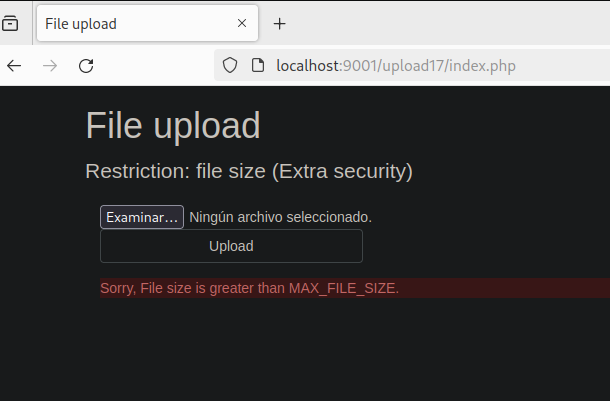 File upload
localhost:9001/upload17/index.php
File upload
Restriction: file size (Extra security)
Examinar... Ningún archivo seleccionado.
Upload
Sorry, File size is greater than MAX_FILE_SIZE.